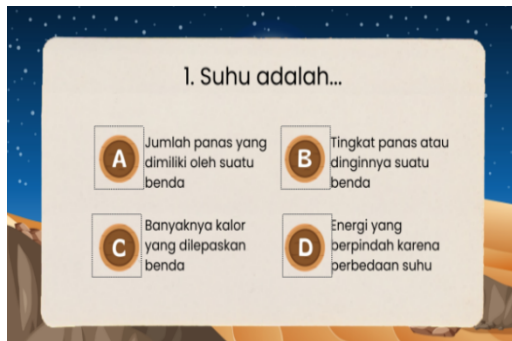 1. Suhu adalah...
A
Jumlah panas yang
dimiliki oleh suatu
benda
B
Tingkat panas atau
dinginnya suatu
benda
C
Banyaknya kalor
yang dilepaskan
benda
D
Energi yang
berpindah karena
perbedaan suhu